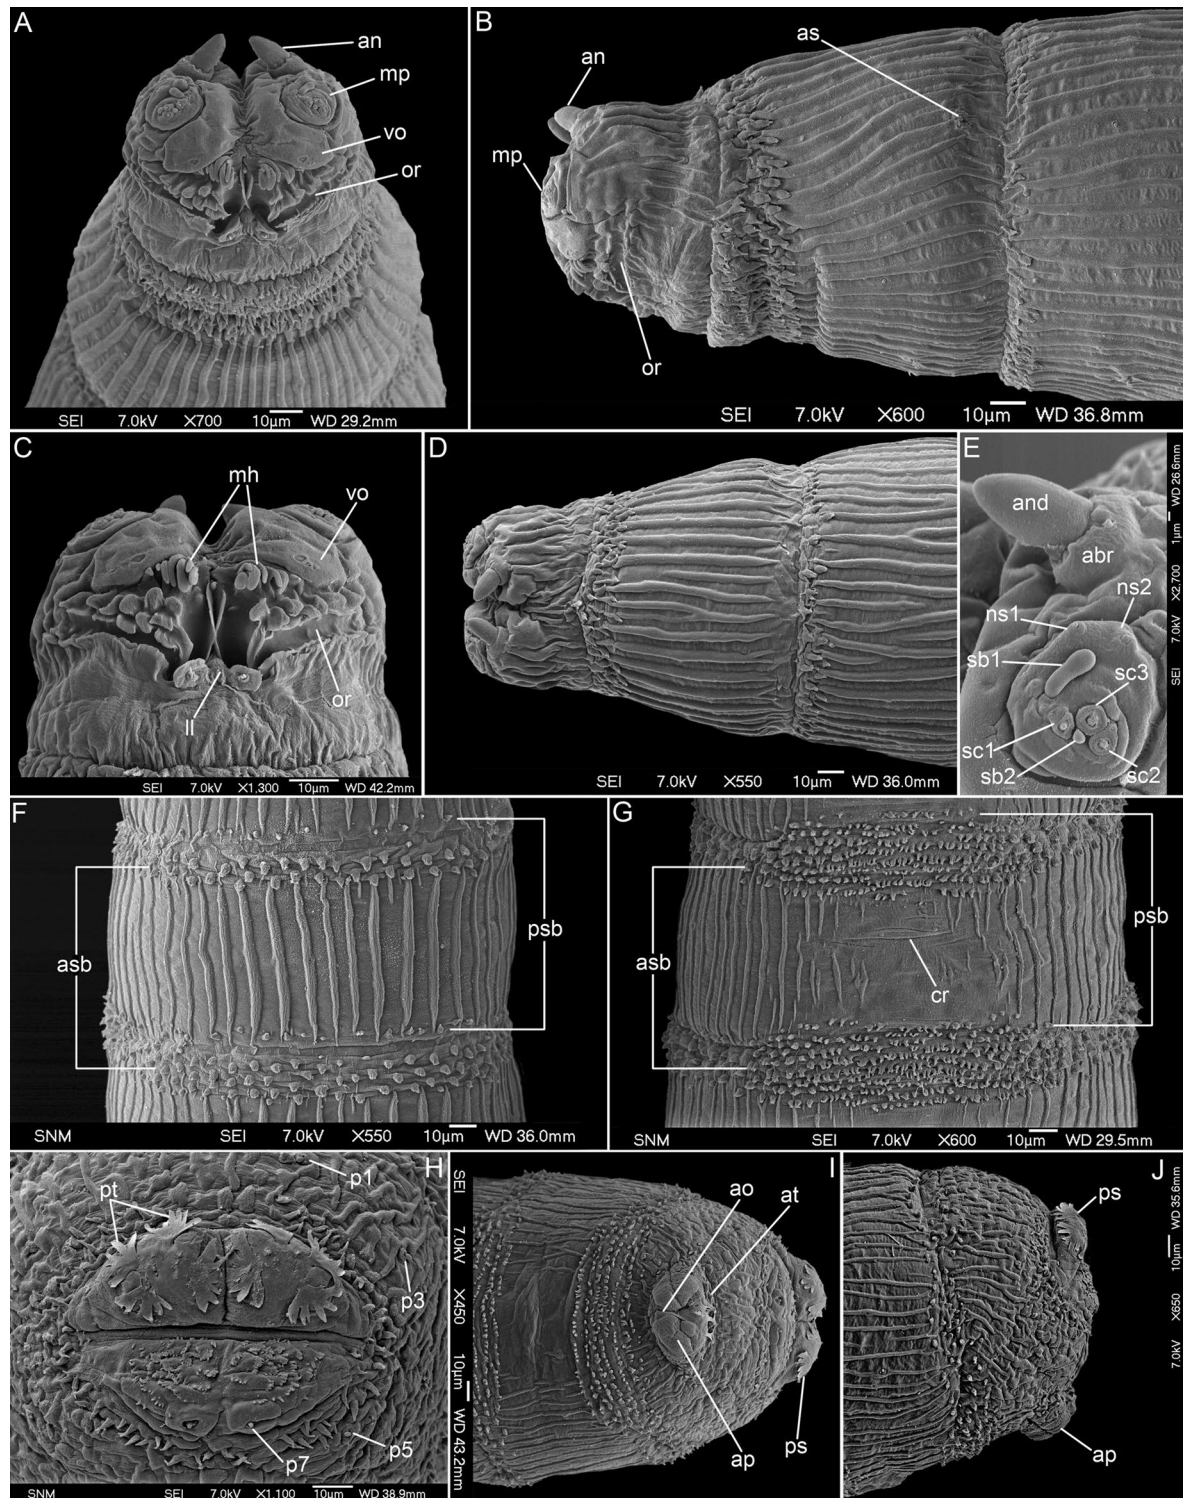 A
an
mp
vo
or
SEI 7.0kV X700 10µm WD 29.2mm
B
an
as
mp
or
SEI 7.0kV X600 10µm WD 36.8mm
C
mh
vo
ll
or
SEI 7.0kV X1,300 10µm WD 42.2mm
D
SEI 7.0kV X550 10µm WD 36.0mm
E
and
abr
ns2
ns1
sb1
sc3
sc1
sb2
sc2
SEI 7.0kV X2,700 1µm WD 26.6mm
F
asb
psb
SNM SEI 7.0kV X550 10µm WD 36.0mm
G
asb
psb
cr
SNM SEI 7.0kV X600 10µm WD 29.5mm
H
p1
pt
p3
p5
p7
SNM SEI X1,100 10µm WD 38.9mm
I
ao
at
ap
ps
SEI 7.0kV X450 10µm WD 43.2mm
J
ps
ap
7.0kV X650 10µm WD 35.6mm